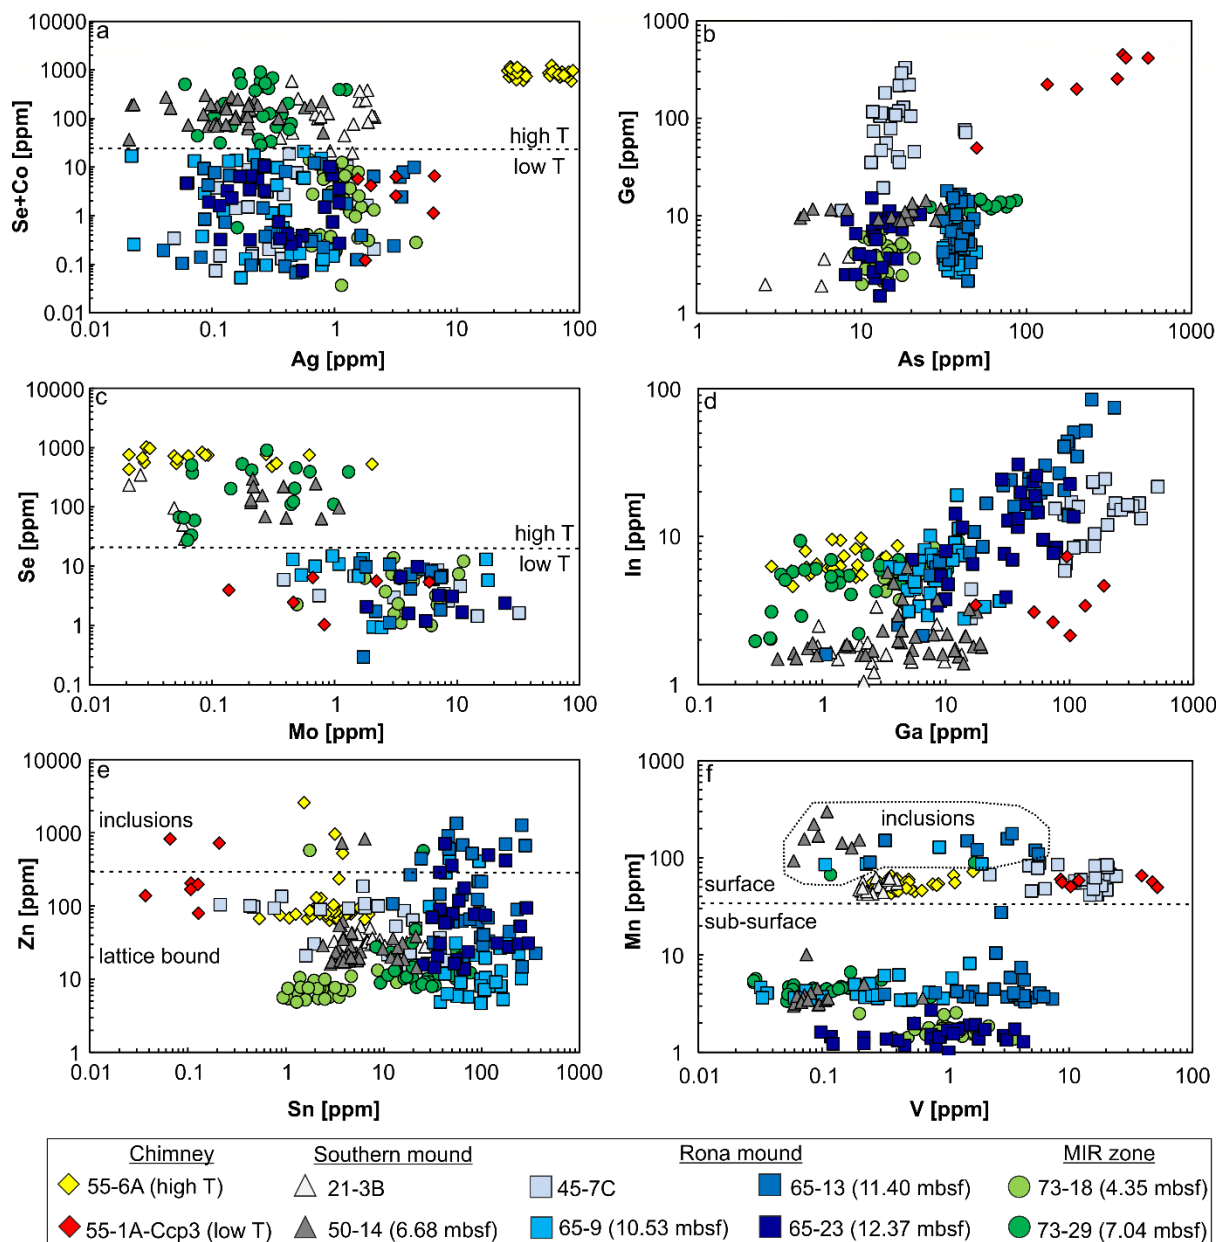 a
10000
1000
100
10
1
0.1
0.01
Se+Co [ppm]
high T
low T
0.01 0.1 1 10 100
Ag [ppm]
b
1000
100
10
1
Ge [ppm]
1 10 100 1000
As [ppm]
c
10000
1000
100
10
1
0.1
Se [ppm]
high T
low T
0.01 0.1 1 10 100
Mo [ppm]
d
100
10
1
In [ppm]
0.1 1 10 100 1000
Ga [ppm]
e
10000
1000
100
10
1
Zn [ppm]
inclusions
lattice bound
0.01 0.1 1 10 100 1000
Sn [ppm]
f
1000
100
10
1
Mn [ppm]
inclusions
surface
sub-surface
0.01 0.1 1 10 100
V [ppm]
Chimney Southern mound Rona mound MIR zone
55-6A (high T) 21-3B 45-7C 65-13 (11.40 mbsf) 73-18 (4.35 mbsf)
55-1A-Ccp3 (low T) 50-14 (6.68 mbsf) 65-9 (10.53 mbsf) 65-23 (12.37 mbsf) 73-29 (7.04 mbsf)